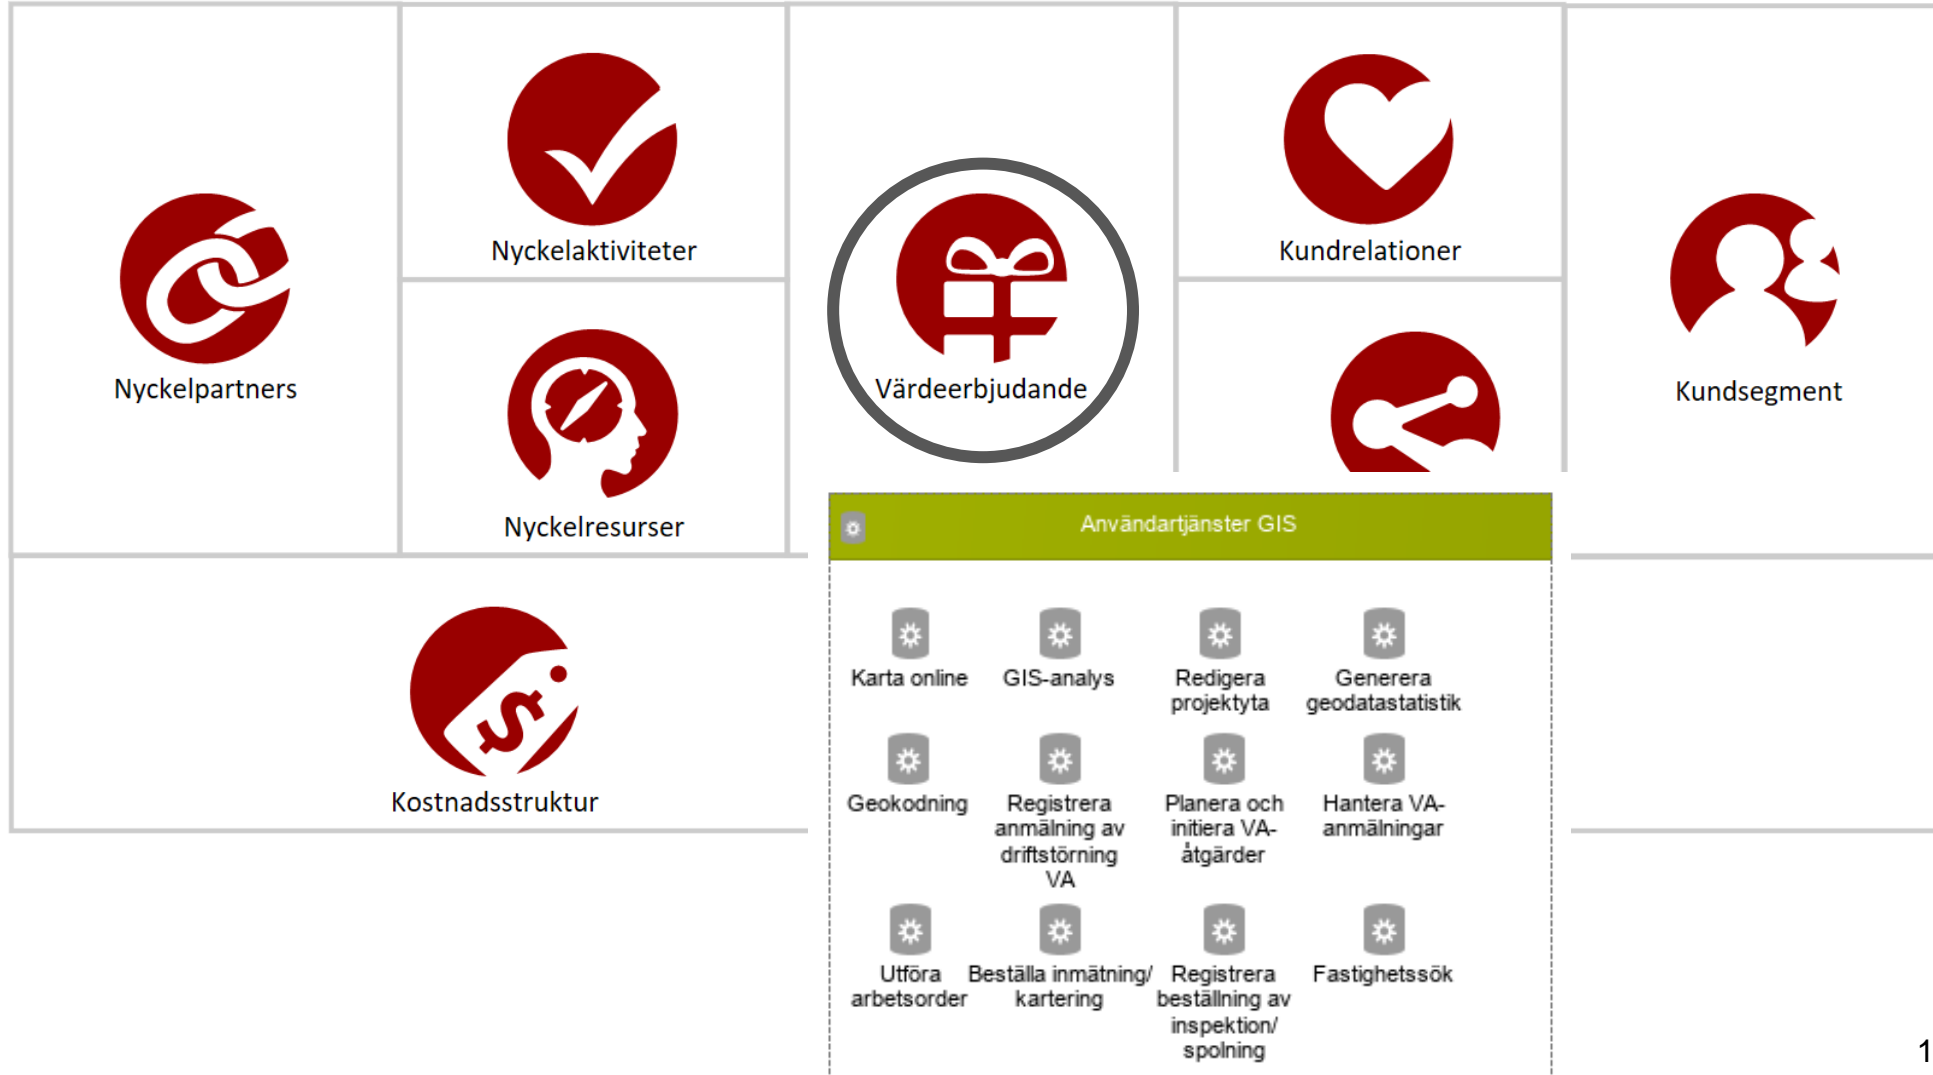 Nyckelpartners
Nyckelaktiviteter
Nyckelresurser
Värdeerbjudande
Kundrelationer
Kundsegment
Kostnadsstruktur
$
Användartjänster GIS
Karta online
GIS-analys
Redigera
projektyta
Generera
geodatastatistik
Geokodning
Registrera
anmälning av
driftstörning
VA
Planera och
initiera VA-
åtgärder
Hantera VA-
anmälningar
Utföra
arbetsorder
Beställa inmätning/
kartering
Registrera
beställning av
inspektion/
spolning
Fastighetssök
1